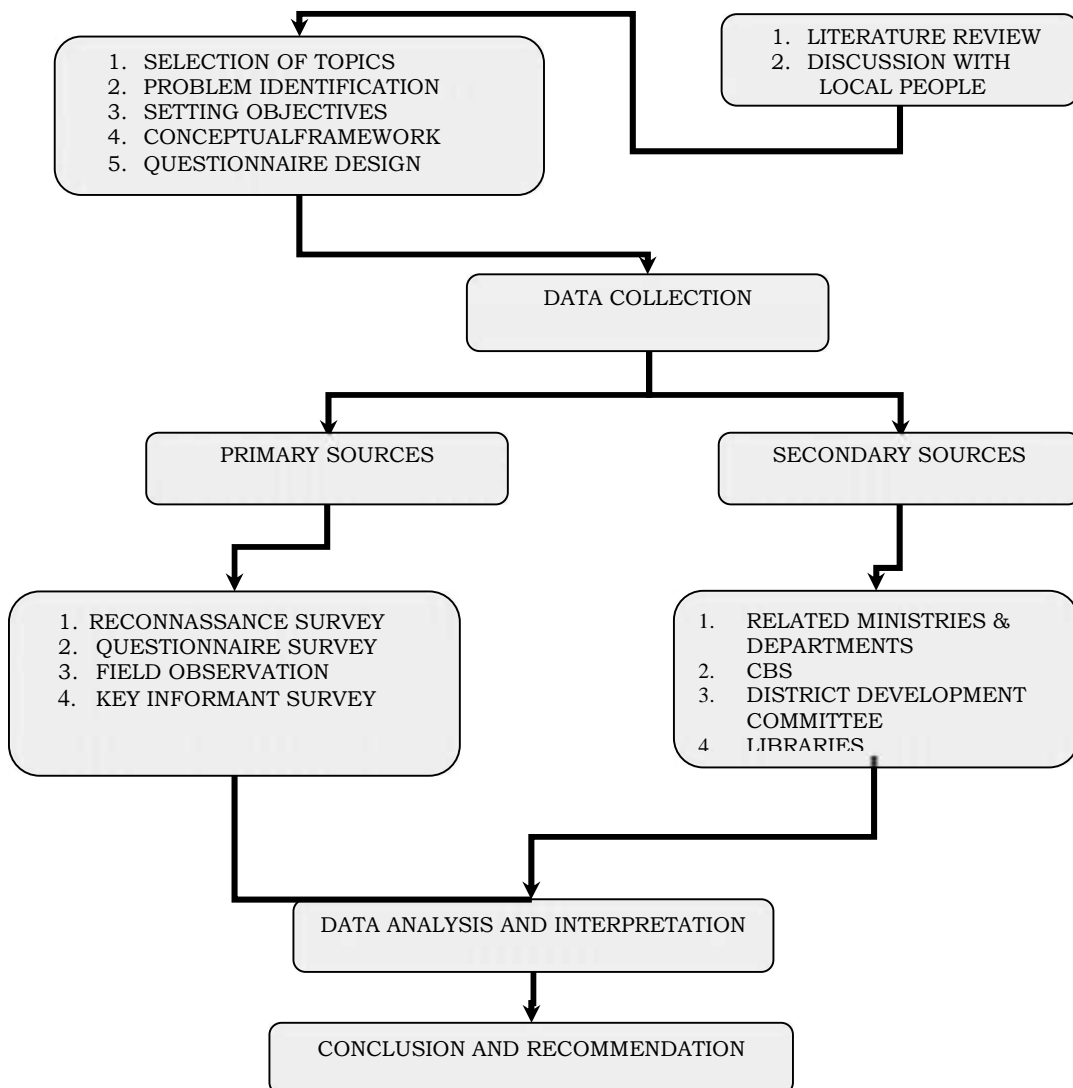 1. SELECTION OF TOPICS
2. PROBLEM IDENTIFICATION
3. SETTING OBJECTIVES
4. CONCEPTUALFRAMEWORK
5. QUESTIONNAIRE DESIGN
1. LITERATURE REVIEW
2. DISCUSSION WITH
LOCAL PEOPLE
DATA COLLECTION
PRIMARY SOURCES
SECONDARY SOURCES
1. RECONNASSANCE SURVEY
2. QUESTIONNAIRE SURVEY
3. FIELD OBSERVATION
4. KEY INFORMANT SURVEY
1. RELATED MINISTRIES &
DEPARTMENTS
2. CBS
3. DISTRICT DEVELOPMENT
COMMITTEE
4 LIBRARIES
DATA ANALYSIS AND INTERPRETATION
CONCLUSION AND RECOMMENDATION